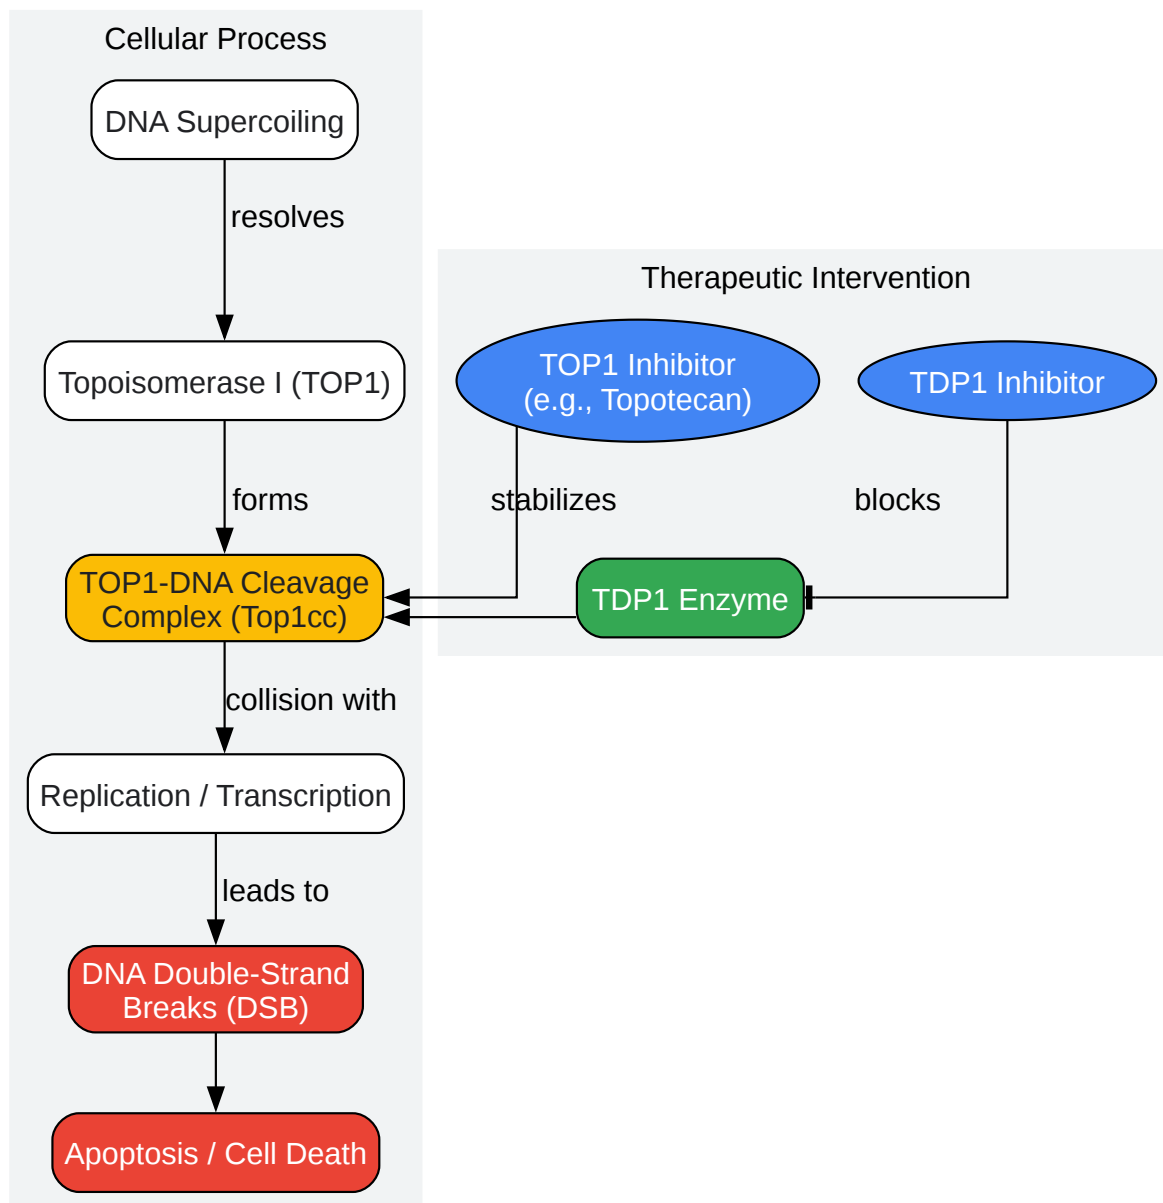 Cellular Process
DNA Supercoiling
resolves
Topoisomerase I (TOP1)
forms
TOP1-DNA Cleavage
Complex (Top1cc)
collision with
Replication / Transcription
leads to
DNA Double-Strand
Breaks (DSB)
Apoptosis / Cell Death
Therapeutic Intervention
TOP1 Inhibitor
(e.g., Topotecan)
TDP1 Inhibitor
stabilizes
blocks
TDP1 Enzyme